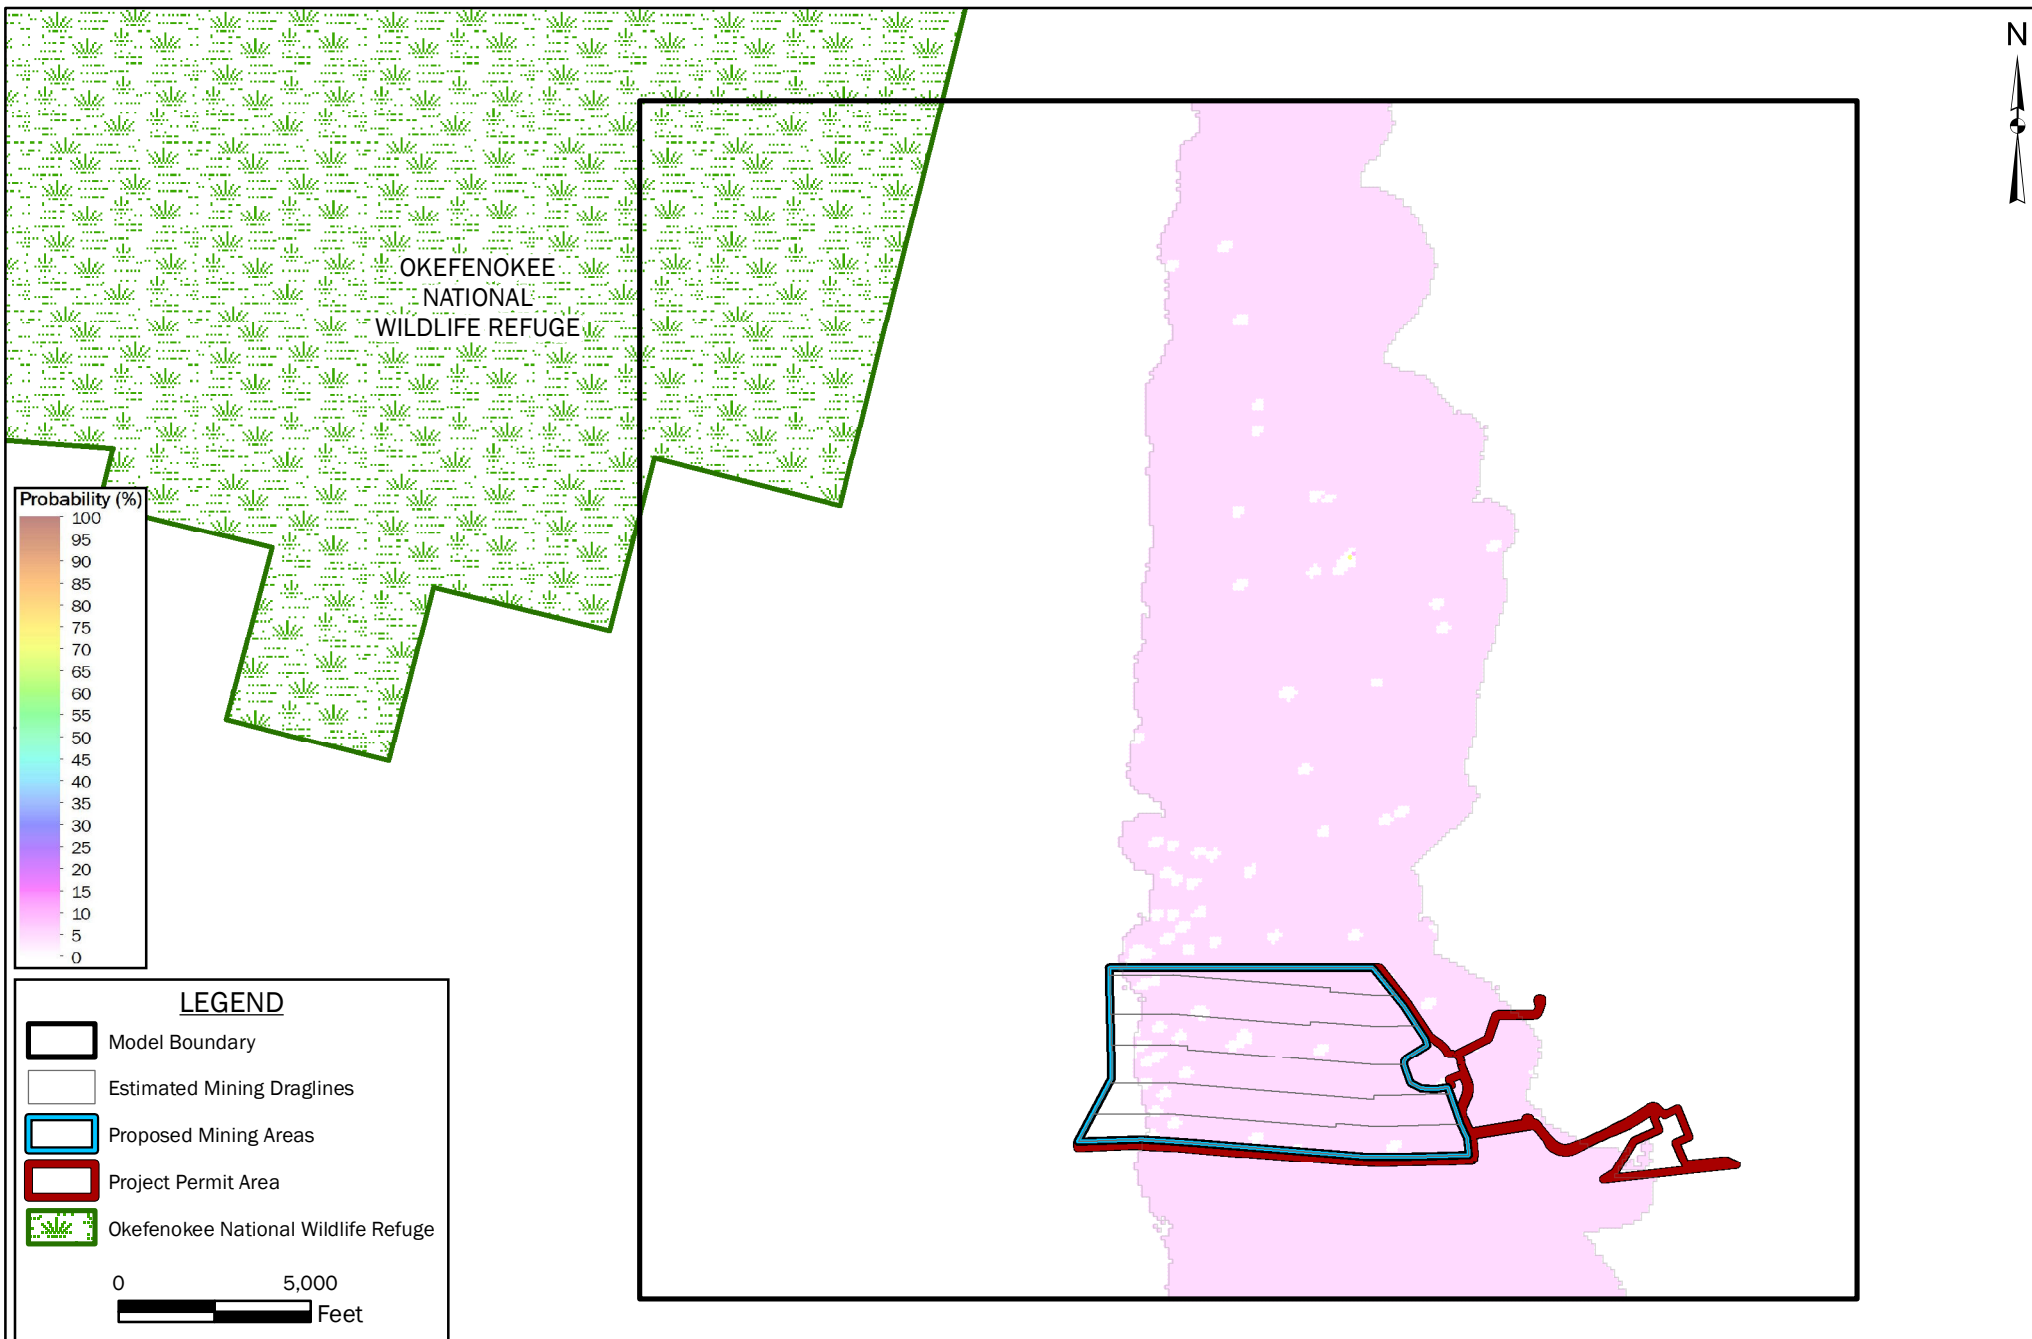 N
OKEFENOKEE
NATIONAL
WILDLIFE REFUGE
Probability (%)
100
95
90
85
80
75
70
65
60
55
50
45
40
35
30
25
20
15
10
5
0
LEGEND
Model Boundary
Estimated Mining Draglines
Proposed Mining Areas
Project Permit Area
Okefenokee National Wildlife Refuge
0 5,000
Feet